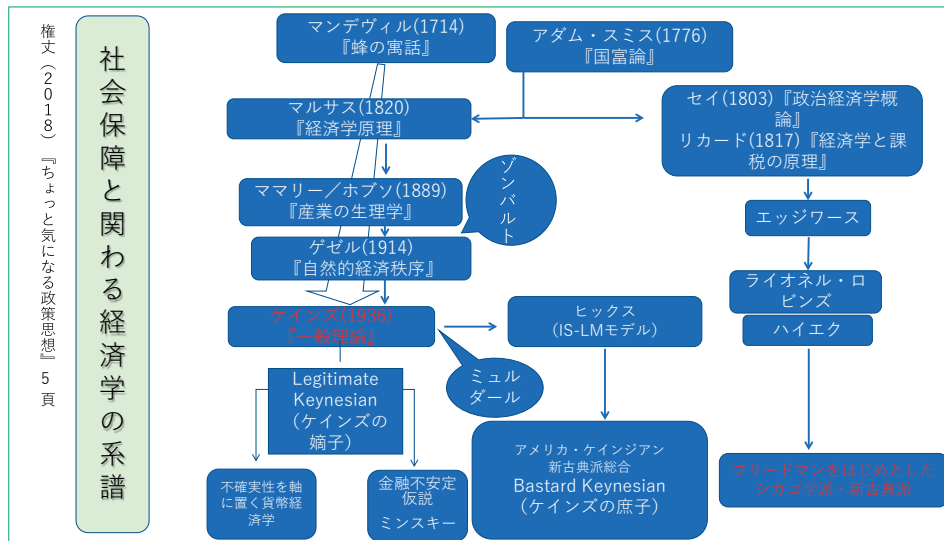 社会保障と関わる経済学の系譜
権丈（2018）『ちょっと気になる政策思想』5頁
マンデヴィル(1714)
『蜂の寓話』
アダム・スミス(1776)
『国富論』
マルサス(1820)
『経済学原理』
セイ(1803)『政治経済学概
論』
リカード(1817)『経済学と課
税の原理』
ママリー／ホブソ(1889)
『産業の生理学』
ゾンバルト
エッジワース
ゲゼル(1914)
『自然的経済秩序』
ライオネル・ロ
ビンズ
ケインズ(1936)
『一般理論』
ヒックス
(IS-LMモデル)
ハイエク
ミュル
ダール
Legitimate
Keynesian
(ケインズの
嫡子)
アメリカ・ケインジアン
新古典派総合
Bastard Keynesian
(ケインズの庶子)
フリードマンをはじめとした
シカゴ学派・新古典派
不確実性を軸
に置く貨幣経
済学
金融不安定
仮説
ミンスキー